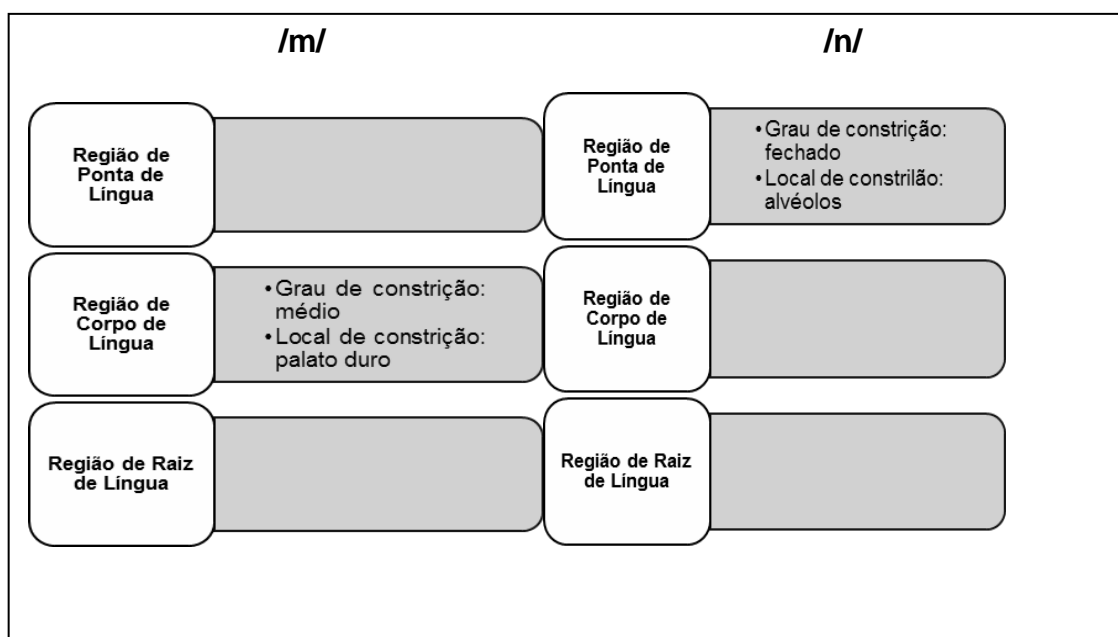 /m/
/n/
Região de
Ponta de
Língua
Região de
Ponta de
Língua
•Grau de constrição:
fechado
•Local de constrilão:
alvéolos
Região de
Corpo de
Língua
•Grau de constrição:
médio
•Local de constrição:
palato duro
Região de
Corpo de
Língua
Região de Raiz
de Língua
Região de Raiz
de Língua